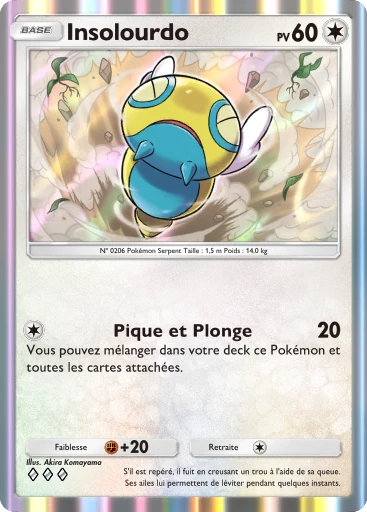 BASE Insolourdo PV 60
N° 0206 Pokémon Serpent Taille : 1,5 m Poids : 14,0 kg
Pique et Plonge 20
Vous pouvez mélanger dans votre deck ce Pokémon et
toutes les cartes attachées.
Faiblesse +20 Retraite
Illus. Akira Komayama
S'il est repéré, il fuit en creusant un trou à l'aide de sa queue.
Ses ailes lui permettent de léviter pendant quelques instants.